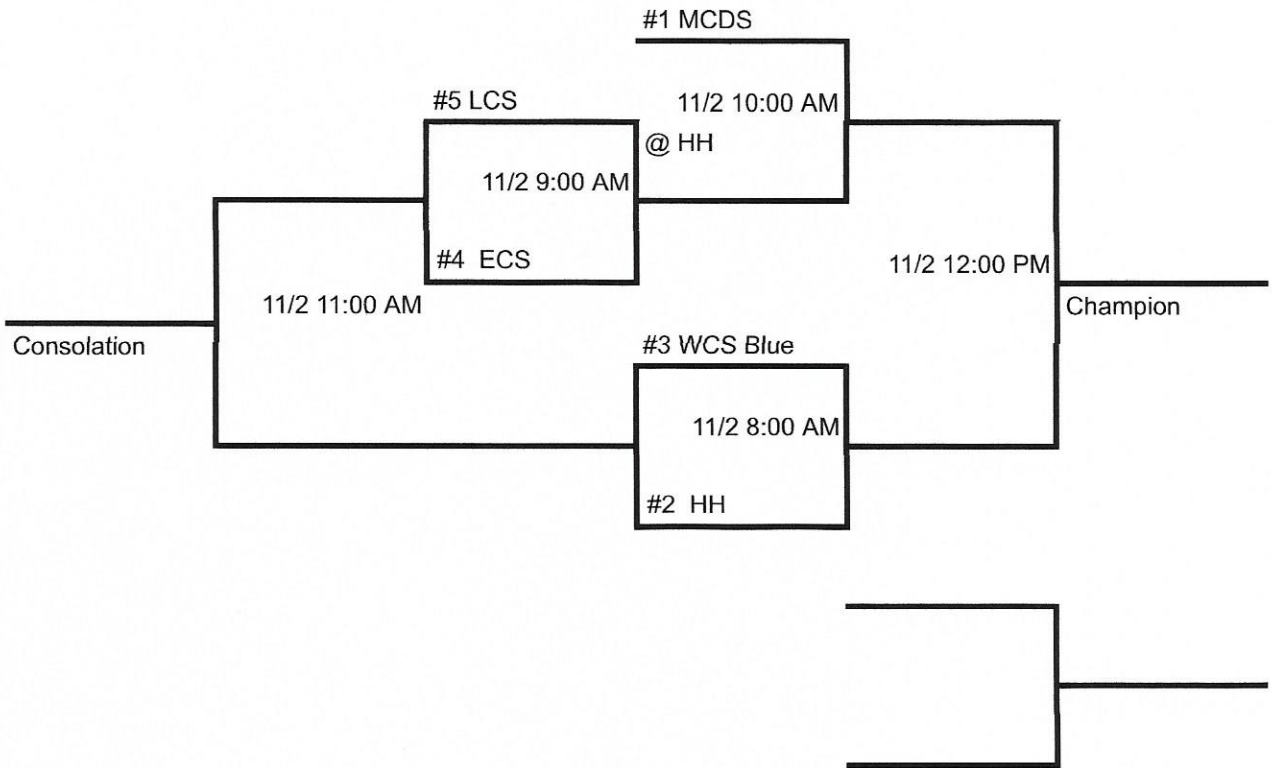 #1 MCDS
11/2 10:00 AM
#5 LCS
@ HH
11/2 9:00 AM
#4  ECS
11/2 12:00 PM
11/2 11:00 AM
Champion
Consolation
#3 WCS Blue
11/2 8:00 AM
#2  HH